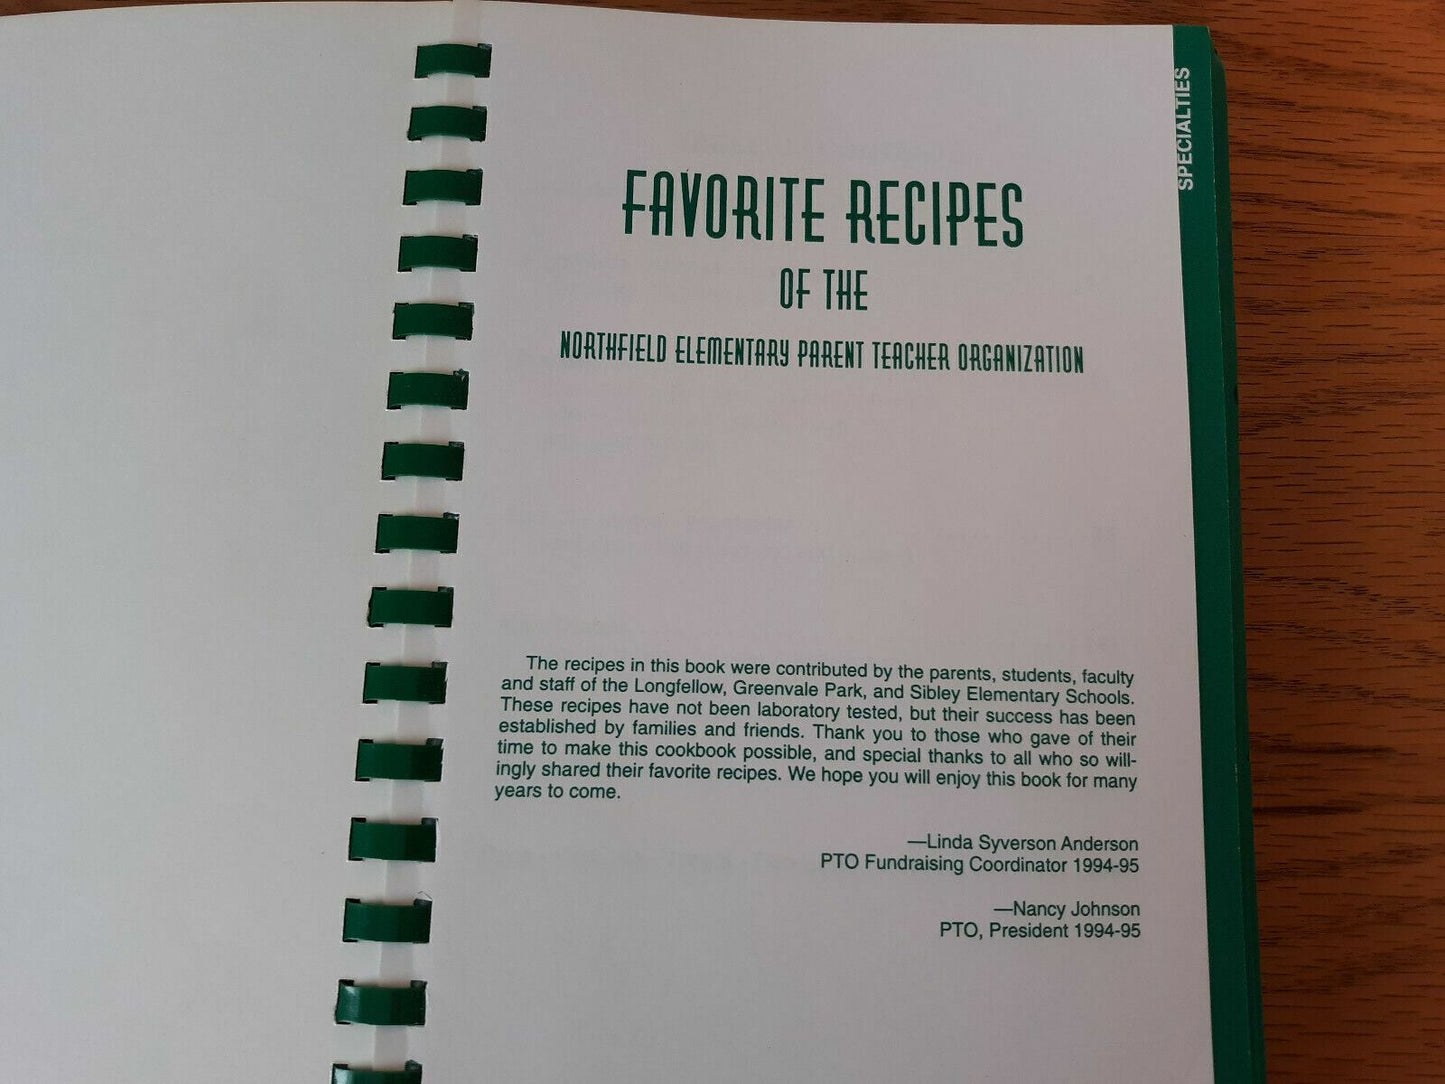 FAVORITE RECIPES
OF THE
NORTHFIELD ELEMENTARY PARENT TEACHER ORGANIZATION
The recipes in this book were contributed by the parents, students, faculty
and staff of the Longfellow, Greenvale Park, and Sibley Elementary Schools.
These recipes have not been laboratory tested, but their success has been
established by families and friends. Thank you to those who gave of their
time to make this cookbook possible, and special thanks to all who so will-
ingly shared their favorite recipes. We hope you will enjoy this book for many
years to come.
—Linda Syverson Anderson
PTO Fundraising Coordinator 1994-95
—Nancy Johnson
PTO, President 1994-95
SPECIALTIES